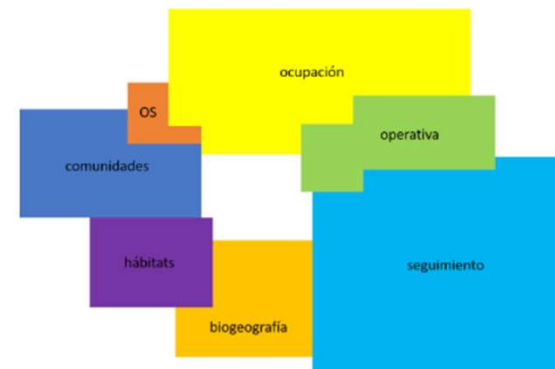 ocupación
OS
operativa
comunidades
hábitats
seguimiento
biogeografía